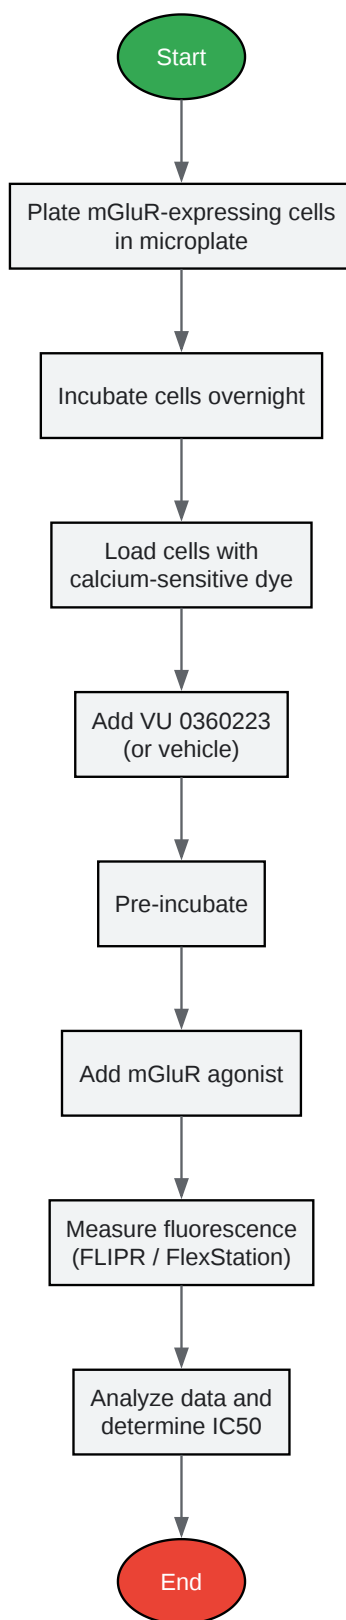 Start
Plate mGluR-expressing cells
in microplate
Incubate cells overnight
Load cells with
calcium-sensitive dye
Add VU 0360223
(or vehicle)
Pre-incubate
Add mGluR agonist
Measure fluorescence
(FLIPR / FlexStation)
Analyze data and
determine IC50
End